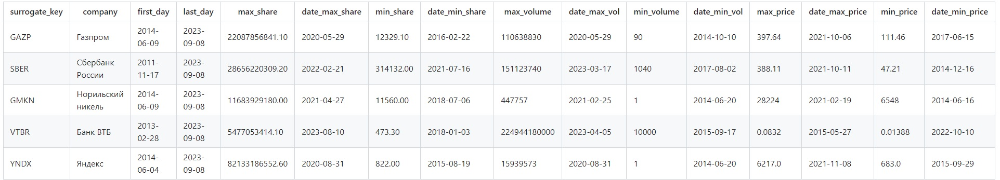 surrogate_key company first_day last_day max_share date_max_share min_share date_min_share max_volume date_max_vol min_volume date_min_vol max_price date_max_price min_price date_min_price
GAZP Газпром 2014-06-09 2023-09-08 22087856841.10 2020-05-29 12329.10 2016-02-22 110638830 2020-05-29 90 2014-10-10 397.64 2021-10-06 111.46 2017-06-15
SBER Сбербанк России 2011-11-17 2023-09-08 28656220309.20 2022-02-21 314132.00 2021-07-16 151123740 2023-03-17 1040 2017-08-02 388.11 2021-10-11 47.21 2014-12-16
GMKN Норильский никель 2014-06-09 2023-09-08 11683929180.00 2021-04-27 11560.00 2018-07-06 447757 2021-02-25 1 2014-06-20 28224 2021-02-19 6548 2014-06-16
VTBR Банк ВТБ 2013-02-28 2023-09-08 5477053414.10 2023-08-10 473.30 2018-01-03 224944180000 2023-04-05 10000 2015-09-17 0.0832 2015-05-27 0.01388 2022-10-10
YNDX Яндекс 2014-06-04 2023-09-08 82133186552.60 2020-08-31 822.00 2015-08-19 15939573 2020-08-31 1 2014-06-20 6217.0 2021-11-08 683.0 2015-09-29